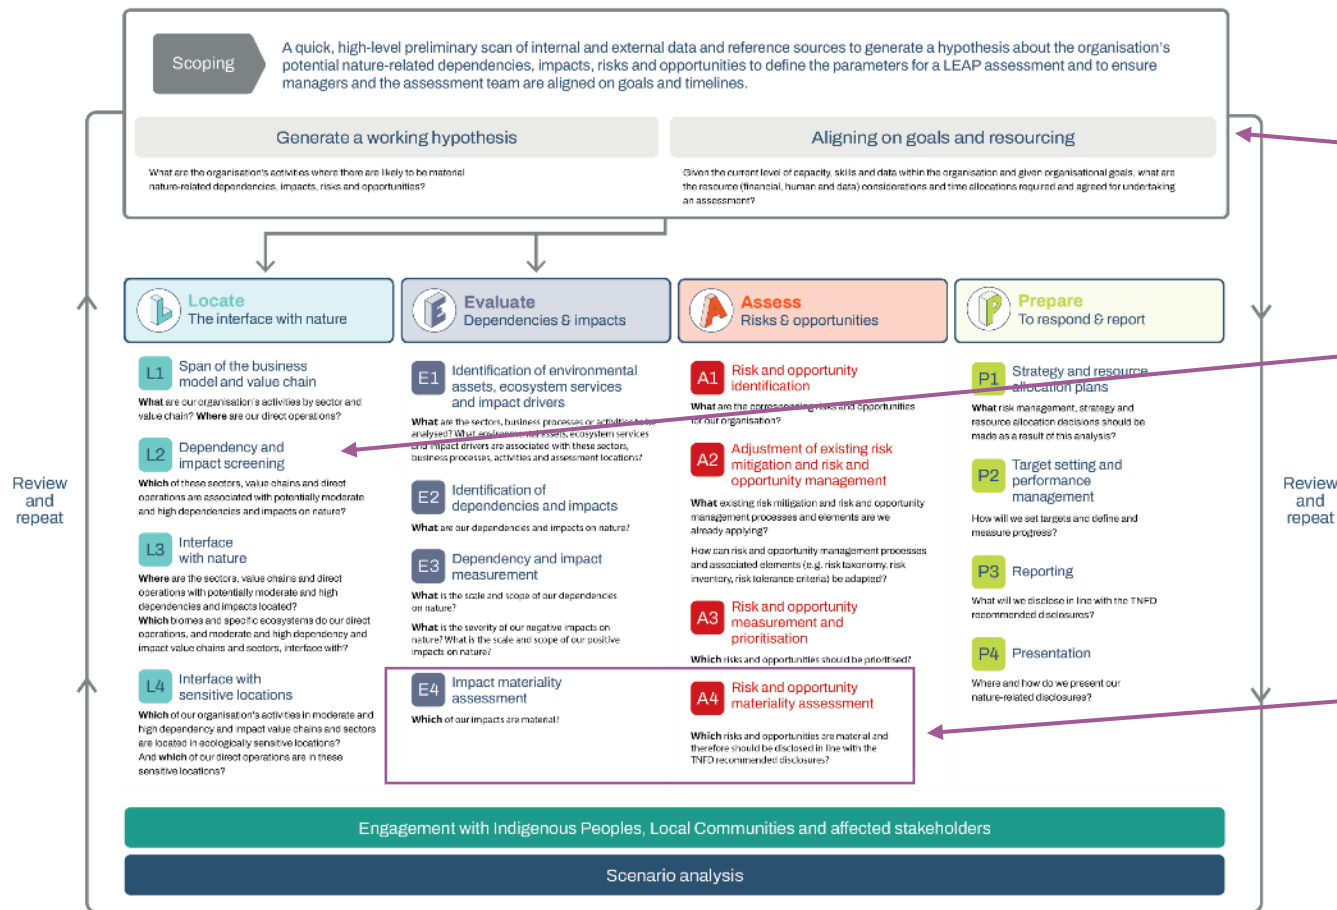 Scoping
A quick, high-level preliminary scan of internal and external data and reference sources to generate a hypothesis about the organisation's
potential nature-related dependencies, impacts, risks and opportunities to define the parameters for a LEAP assessment and to ensure
managers and the assessment team are aligned on goals and timelines.
Generate a working hypothesis
What are the organisation's activities where there are likely to be material
nature-related dependencies, impacts, risks and opportunities?
Aligning on goals and resourcing
Given the current level of capacity, skills and data within the organisation and given organisational goals, what are
the resource (financial, human and data) considerations and time allocations required and agreed for undertaking
an assessment?
Review
and
repeat
L
Locate
The interface with nature
L1
Span of the business
model and value chain
What are our organisation's activities by sector and
value chain? Where are our direct operations?
L2
Dependency and
impact screening
Which of these sectors, value chains and direct
operations are associated with potentially moderate
and high dependencies and impacts on nature?
L3
Interface
with nature
Where are the sectors, value chains and direct
operations with potentially moderate and high
dependencies and impacts located?
Which biomes and specific ecosystems do our direct
operations, and moderate and high dependency and
impact value chains and sectors, interface with?
L4
Interface with
sensitive locations
Which of our organisation's activities in moderate and
high dependency and impact value chains and sectors
are located in ecologically sensitive locations?
And which of our direct operations are in these
sensitive locations?
E
Evaluate
Dependencies & impacts
E1
Identification of environmental
assets, ecosystem services
and impact drivers
What are the sectors, business processes or activities to be
analysed? What environmental assets, ecosystem services
and impact drivers are associated with these sectors,
business processes, activities and assessment locations?
E2
Identification of
dependencies and impacts
What are our dependencies and impacts on nature?
E3
Dependency and impact
measurement
What is the scale and scope of our dependencies
on nature?
What is the severity of our negative impacts on
nature? What is the scale and scope of our positive
impacts on nature?
E4
Impact materiality
assessment
Which of our impacts are material?
A
Assess
Risks & opportunities
A1
Risk and opportunity
identification
What are the corresponding risks and opportunities
for our organisation?
A2
Adjustment of existing risk
mitigation and risk and
opportunity management
What existing risk mitigation and risk and opportunity
management processes and elements are we
already applying?
How can risk and opportunity management processes
and associated elements (e.g. risk taxonomy, risk
inventory, risk tolerance criteria) be adapted?
A3
Risk and opportunity
measurement and
prioritisation
Which risks and opportunities should be prioritised?
A4
Risk and opportunity
materiality assessment
Which risks and opportunities are material and
therefore should be disclosed in line with the
TNFD recommended disclosures?
P
Prepare
To respond & report
P1
Strategy and resource
allocation plans
What risk management, strategy and
resource allocation decisions should be
made as a result of this analysis?
P2
Target setting and
performance
management
How will we set targets and define and
measure progress?
P3
Reporting
What will we disclose in line with the TNFD
recommended disclosures?
P4
Presentation
Where and how do we present our
nature-related disclosures?
Review
and
repeat
Engagement with Indigenous Peoples, Local Communities and affected stakeholders
Scenario analysis